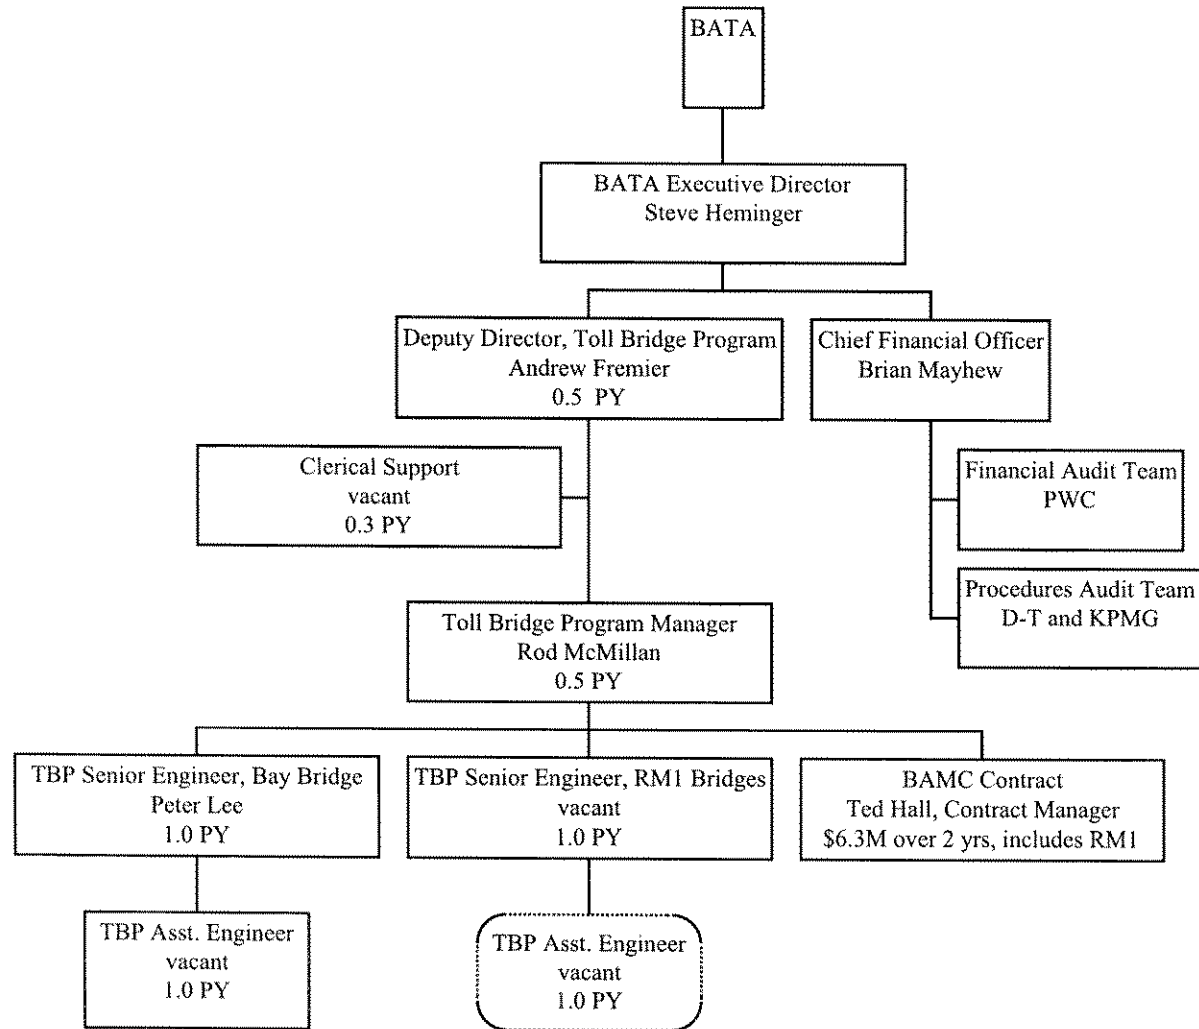 BATA
BATA Executive Director
Steve Heminger
Deputy Director, Toll Bridge Program
Andrew Fremier
0.5 PY
Chief Financial Officer
Brian Mayhew
Clerical Support
vacant
0.3 PY
Financial Audit Team
PWC
Procedures Audit Team
D-T and KPMG
Toll Bridge Program Manager
Rod McMillan
0.5 PY
TBP Senior Engineer, Bay Bridge
Peter Lee
1.0 PY
TBP Senior Engineer, RM1 Bridges
vacant
1.0 PY
BAMC Contract
Ted Hall, Contract Manager
$6.3M over 2 yrs, includes RM1
TBP Asst. Engineer
vacant
1.0 PY
TBP Asst. Engineer
vacant
1.0 PY